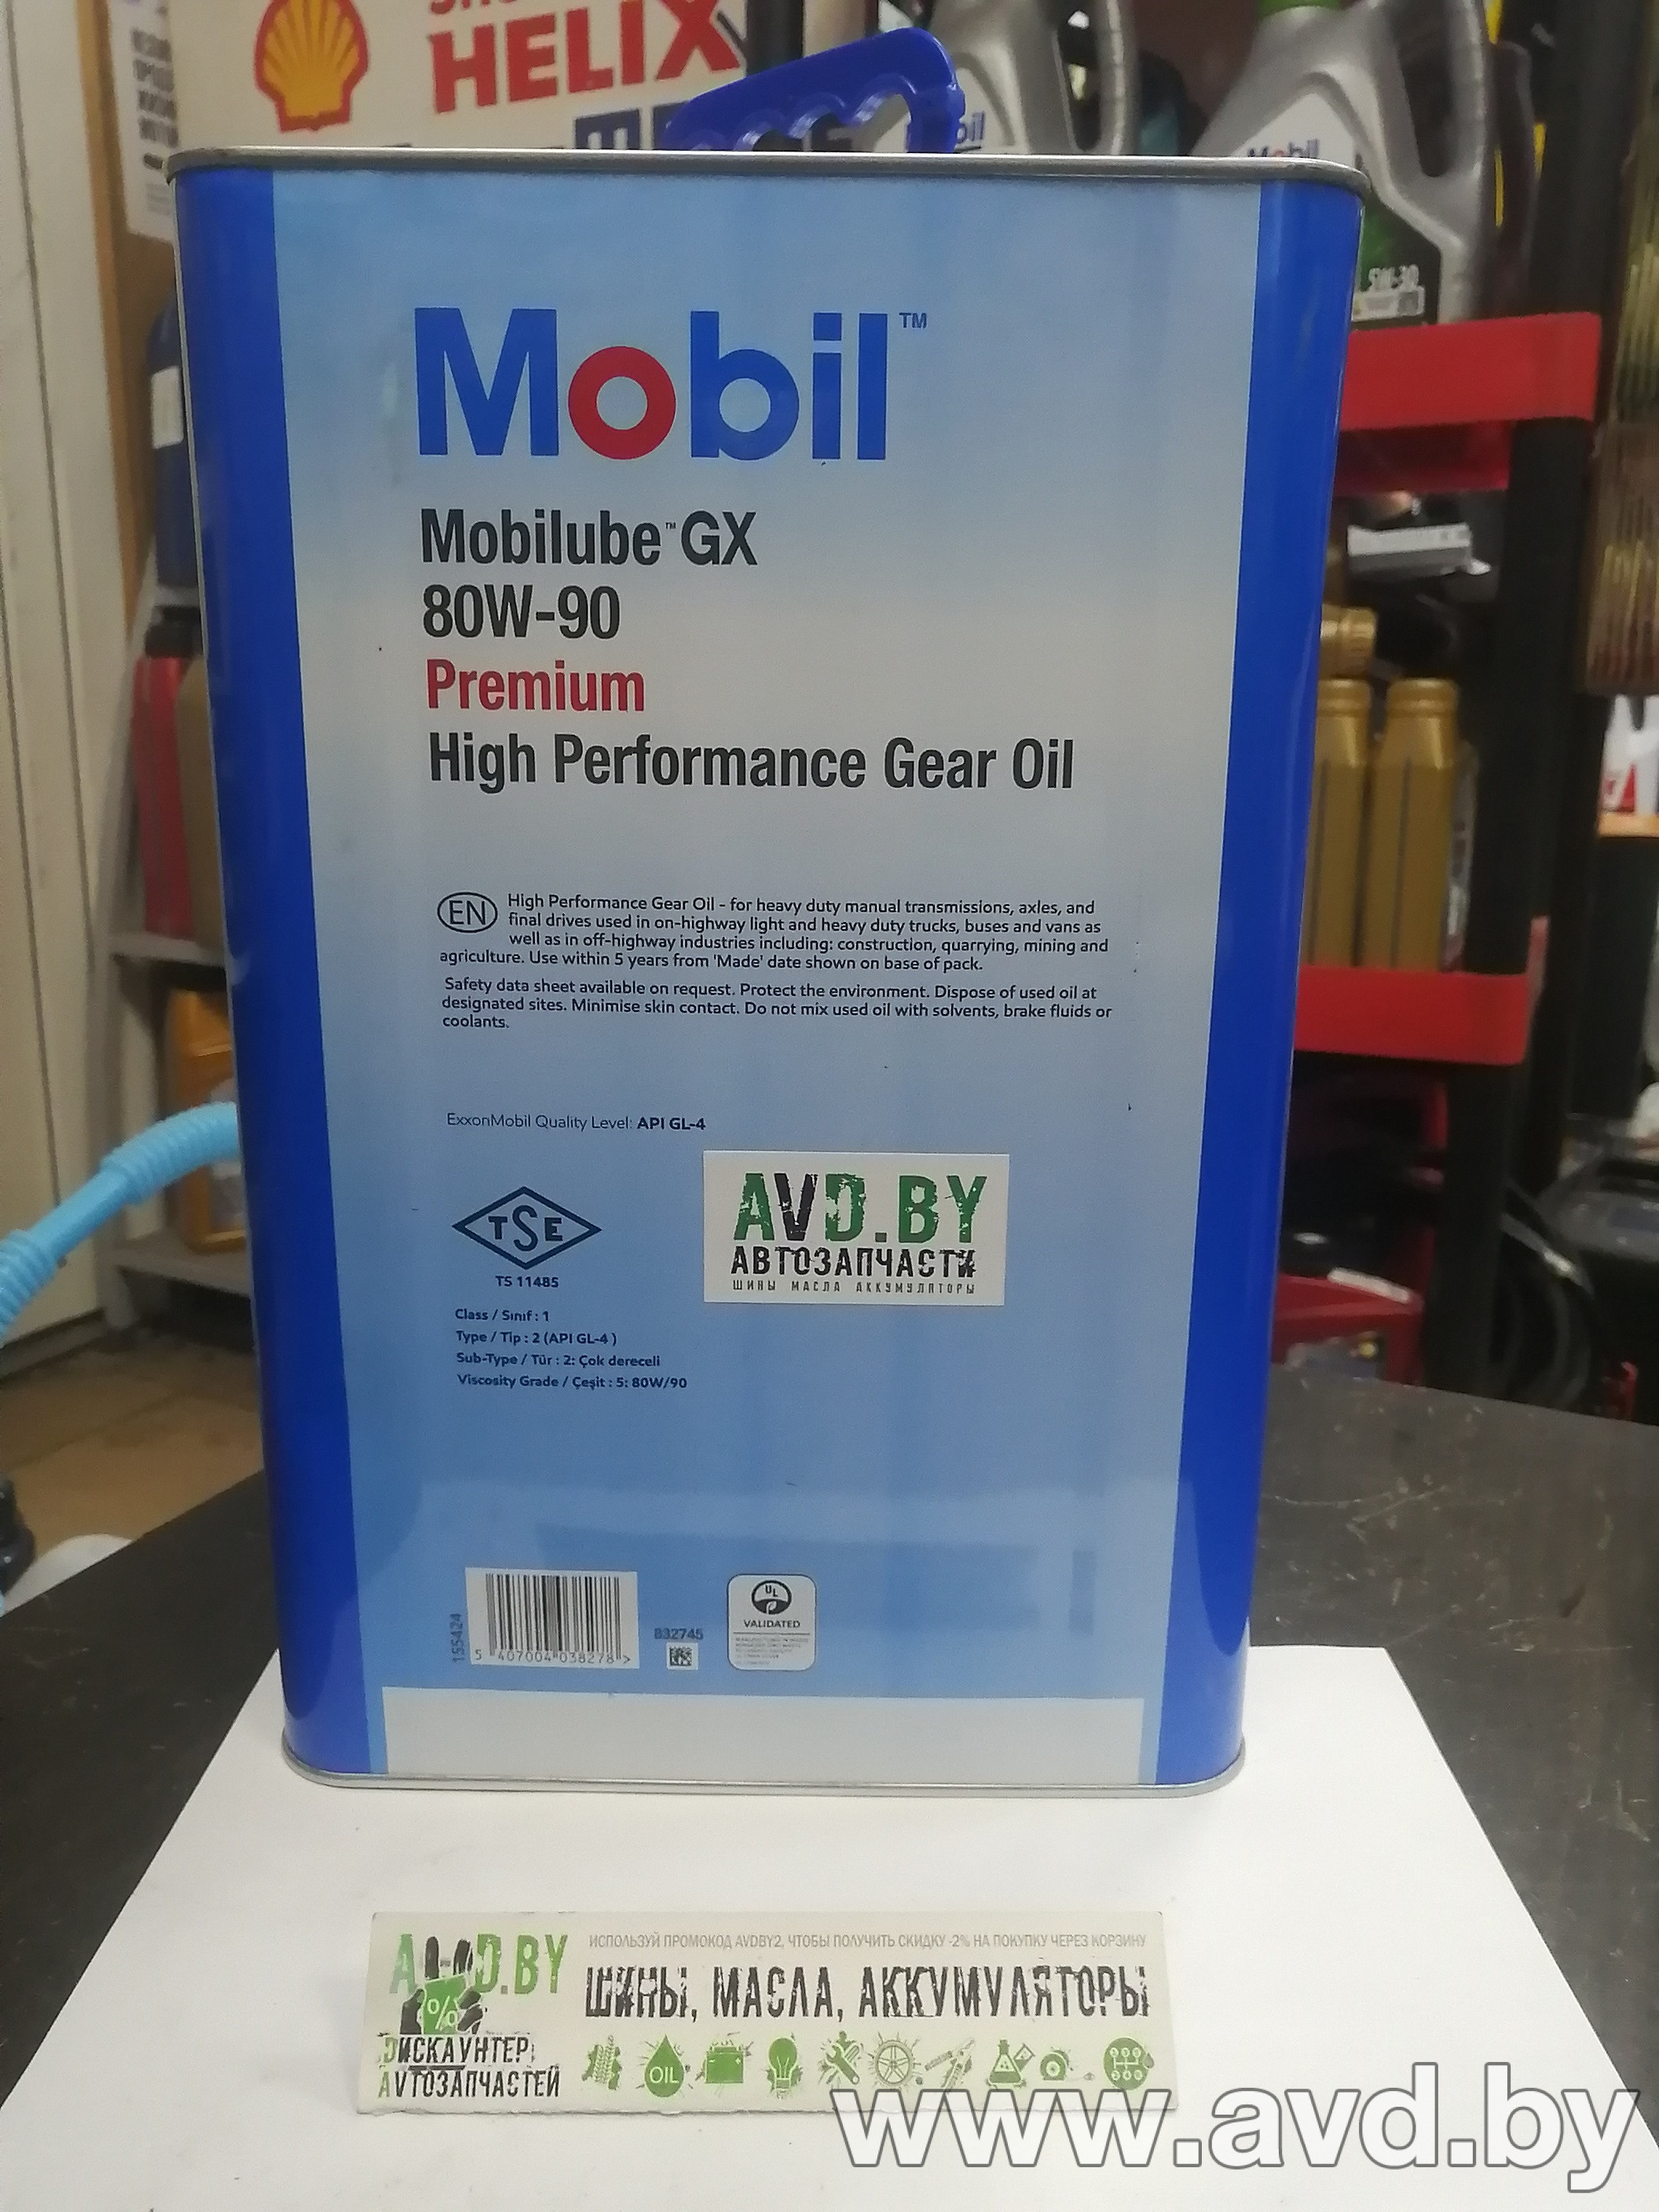 HELIX
Mobil
Mobil
5W-30
Mobil™
Mobilube™ GX
80W-90
Premium
High Performance Gear Oil
EN High Performance Gear Oil - for heavy duty manual transmissions, axles, and
final drives used in on-highway light and heavy duty trucks, buses and vans as
well as in off-highway industries including: construction, quarrying, mining and
agriculture. Use within 5 years from 'Made' date shown on base of pack.
Safety data sheet available on request. Protect the environment. Dispose of used oil at
designated sites. Minimise skin contact. Do not mix used oil with solvents, brake fluids or
coolants.
ExxonMobil Quality Level: API GL-4
TSE
TS 11485
AVD.BY
АВТОЗАПЧАСТИ
ШИНЫ МАСЛА АККУМУЛЯТОРЫ
Class / Sınıf : 1
Type / Tip : 2 (API GL-4 )
Sub-Type / Tür : 2: Çok dereceli
Viscosity Grade / Çeşit : 5: 80W/90
155424
5 407004 038278 >
832745
UL
VALIDATED
AVD.BY
%
DИСКАУНТЕР
АVТОЗАПЧАСТЕЙ
ИСПОЛЬЗУЙ ПРОМОКОД AVDBY2, ЧТОБЫ ПОЛУЧИТЬ СКИДКУ -2% НА ПОКУПКУ ЧЕРЕЗ КОРЗИНУ
ШИНЫ, МАСЛА, АККУМУЛЯТОРЫ
OIL
www.avd.by